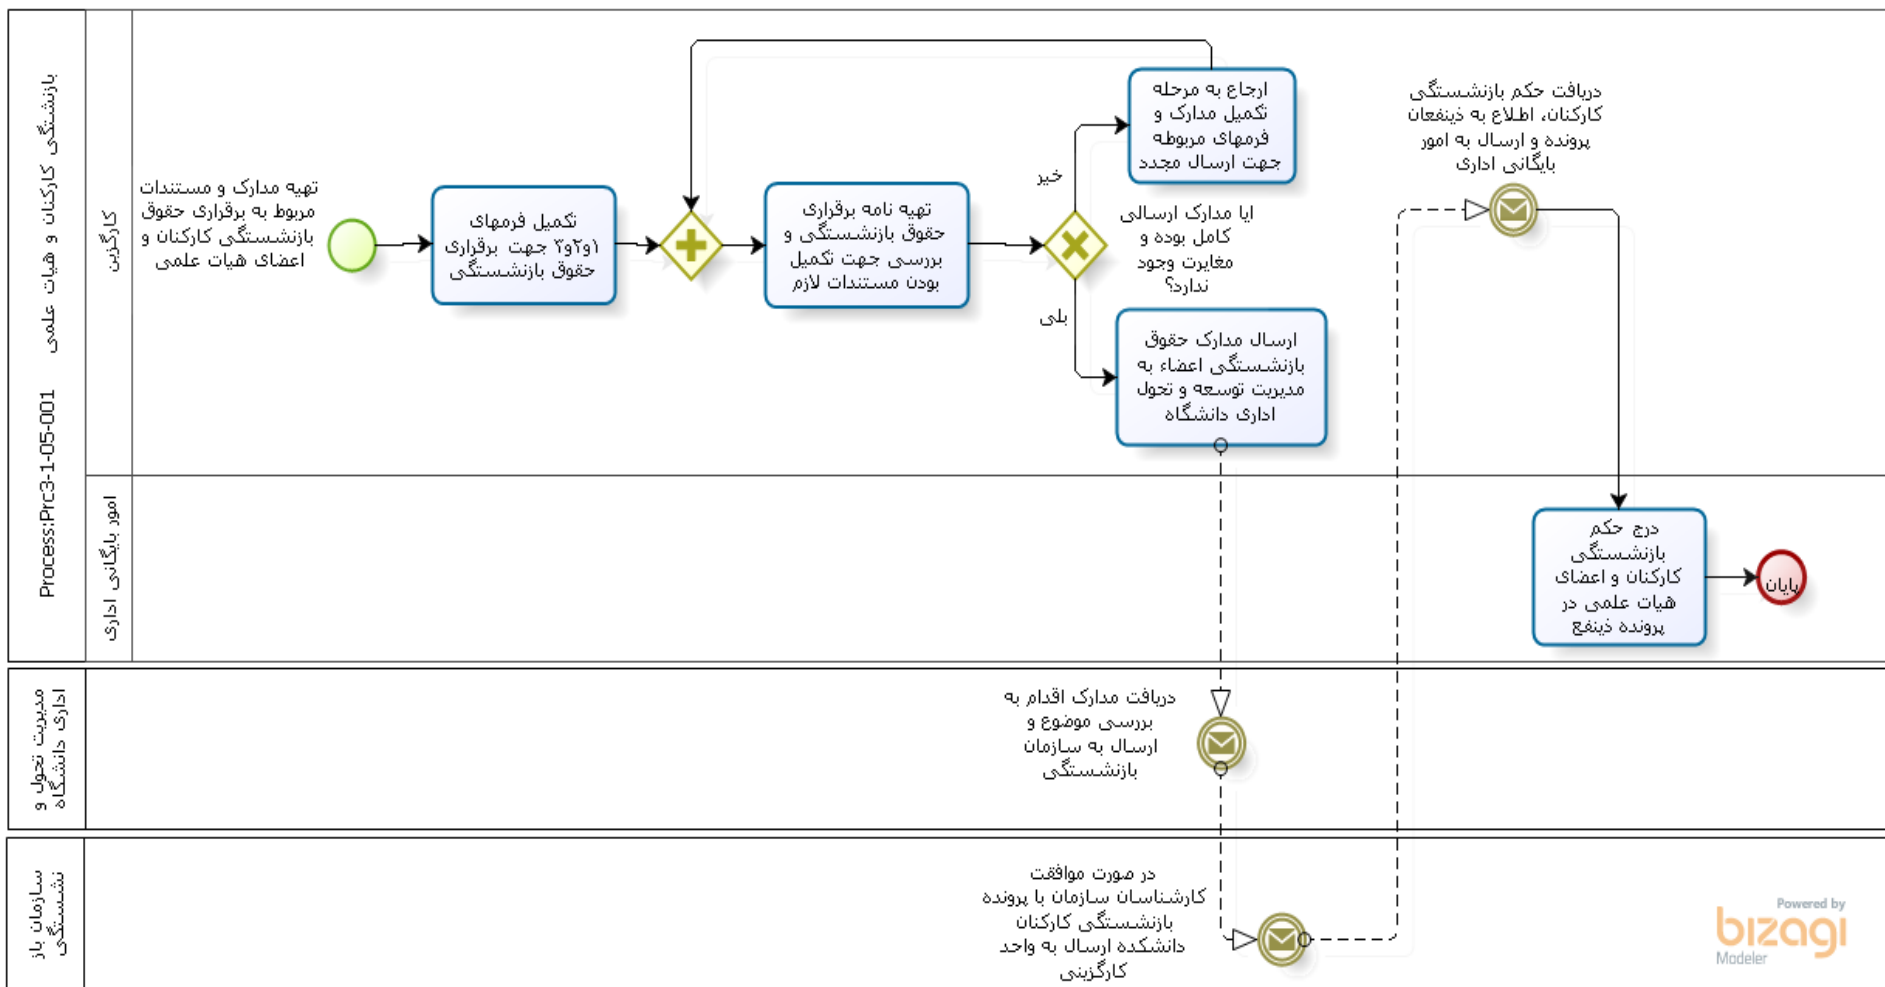 بازنشستگی کارکنان و هیات علمی
Process:Prc3-1-05-001
کارگزین
تهیه مدارک و مستندات
مربوط به برقراری حقوق
بازنشستگی کارکنان و
اعضای هیات علمی
تکمیل فرمهای
۱و۲و۳ جهت برقراری
حقوق بازنشستگی
تهیه نامه برقراری
حقوق بازنشستگی و
بررسی جهت تکمیل
بودن مستندات لازم
خیر
ایا مدارک ارسالی
کامل بوده و
مغایرت وجود
ندارد؟
بلی
ارجاع به مرحله
تکمیل مدارک و
فرمهای مربوطه
جهت ارسال مجدد
ارسال مدارک حقوق
بازنشستگی اعضاء به
مدیریت توسعه و تحول
اداری دانشگاه
دریافت حکم بازنشستگی
کارکنان، اطلاع به ذینفعان
پرونده و ارسال به امور
بایگانی اداری
امور بایگانی اداری
درج حکم
بازنشستگی
کارکنان و اعضای
هیات علمی در
پرونده ذینفع
پایان
مدیریت تحول و
اداری دانشگاه
دریافت مدارک اقدام به
بررسی موضوع و
ارسال به سازمان
بازنشستگی
سازمان باز
نشستگی
در صورت موافقت
کارشناسان سازمان با پرونده
بازنشستگی کارکنان
دانشکده ارسال به واحد
کارگزینی
Powered by
bizagi
Modeler